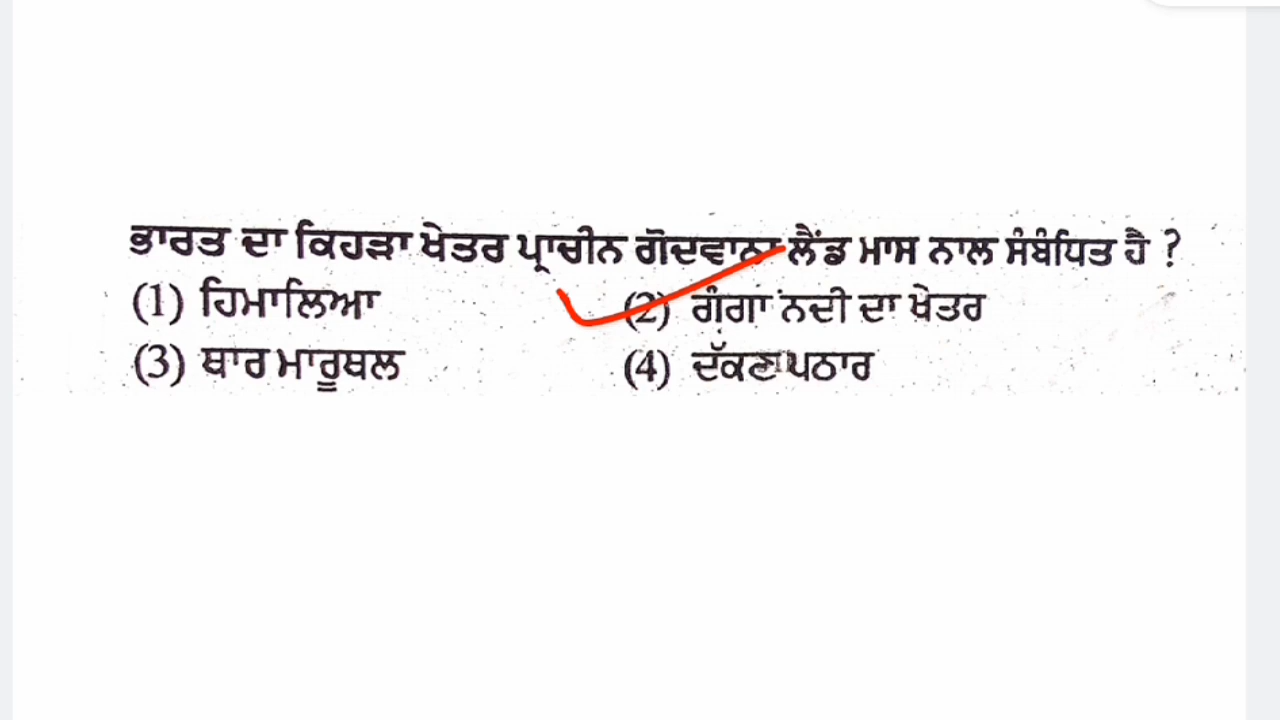 ਭਾਰਤ ਦਾ ਕਿਹੜਾ ਖੇਤਰ ਪ੍ਰਾਚੀਨ ਗੋਦਵਾਨਾ ਲੈਂਡ ਮਾਸ ਨਾਲ ਸੰਬੰਧਿਤ ਹੈ ?
(1) ਹਿਮਾਲਿਆ (2) ਗੰਗਾ ਨਦੀ ਦਾ ਖੇਤਰ
(3) ਥਾਰ ਮਾਰੂਥਲ (4) ਦੱਕਣ ਪਠਾਰ